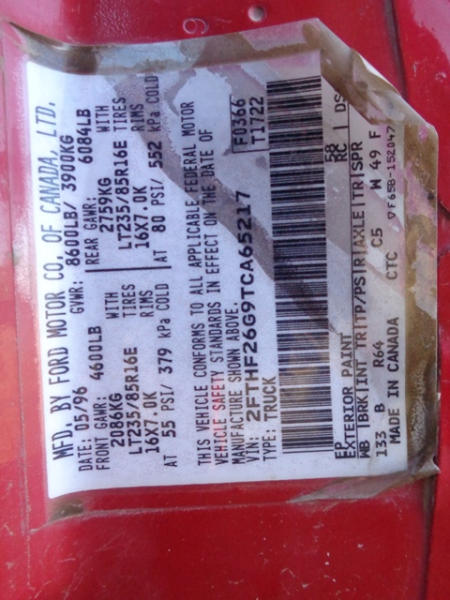 MFD. BY FORD MOTOR CO. OF CANADA, LTD.
DATE: 05/96 GVWR: 8600LB/ 3900KG
FRONT GAWR: 4600LB REAR GAWR: 6084LB
2086KG WITH 2759KG WITH
LT235/85R16E TIRES LT235/85R16E TIRES
16X7.0K RIMS 16X7.0K RIMS
AT 55 PSI/ 379 kPa COLD AT 80 PSI/ 552 kPa COLD
THIS VEHICLE CONFORMS TO ALL APPLICABLE FEDERAL MOTOR
VEHICLE SAFETY STANDARDS IN EFFECT ON THE DATE OF
MANUFACTURE SHOWN ABOVE.
VIN: 2FTHF26G9TCA65217 F0366
TYPE: TRUCK T1722
EP 58
EXTERIOR PAINT RC DS
WB BRK INT TR TP/PS R AXLE TR SPR
133 B R64 C5 W 49 F
MADE IN CANADA CTC